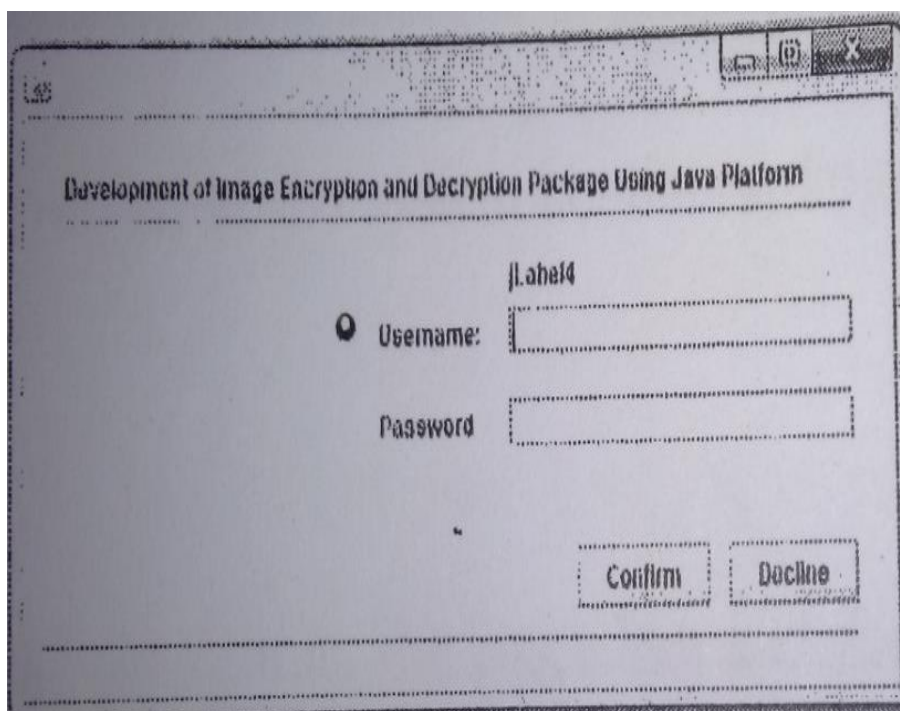 Development of Image Encryption and Decryption Package Using Java Platform
jLabel4
Username:
Password
Confirm
Decline